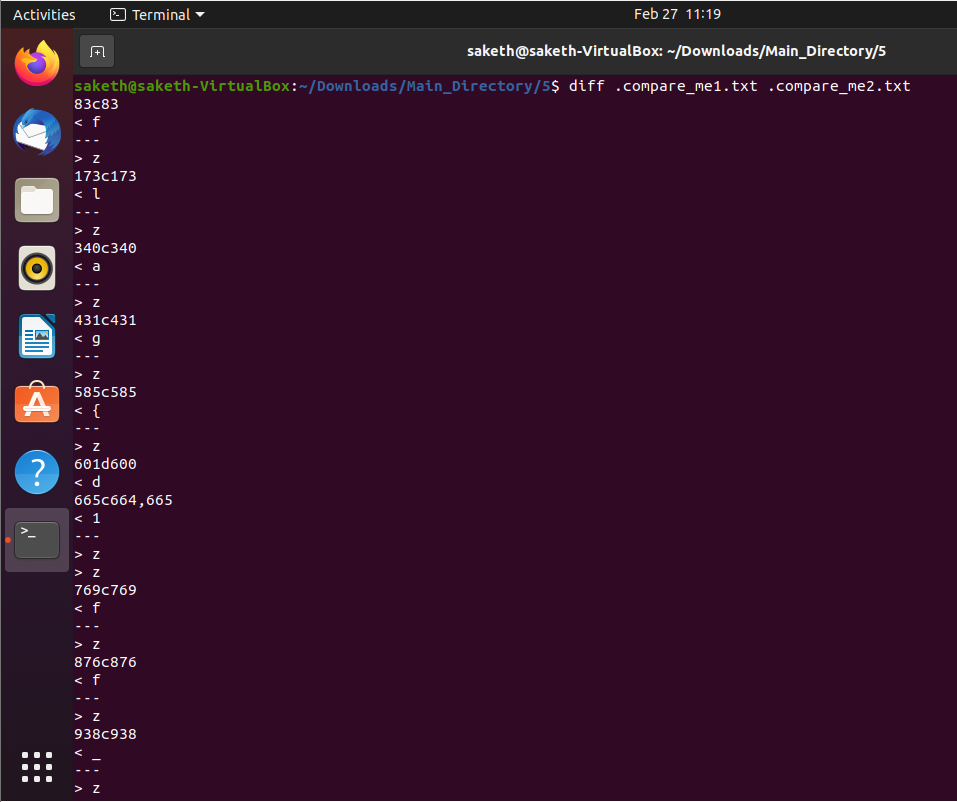 Activities
Terminal
Feb 27 11:19
saketh@saketh-VirtualBox: ~/Downloads/Main_Directory/5
saketh@saketh-VirtualBox:~/Downloads/Main_Directory/5$ diff .compare_me1.txt .compare_me2.txt
83c83
< f
---
> z
173c173
< l
---
> z
340c340
< a
---
> z
431c431
< g
---
> z
585c585
< {
---
> z
601d600
< d
665c664,665
< 1
---
> z
> z
769c769
< f
---
> z
876c876
< f
---
> z
938c938
< _
---
> z